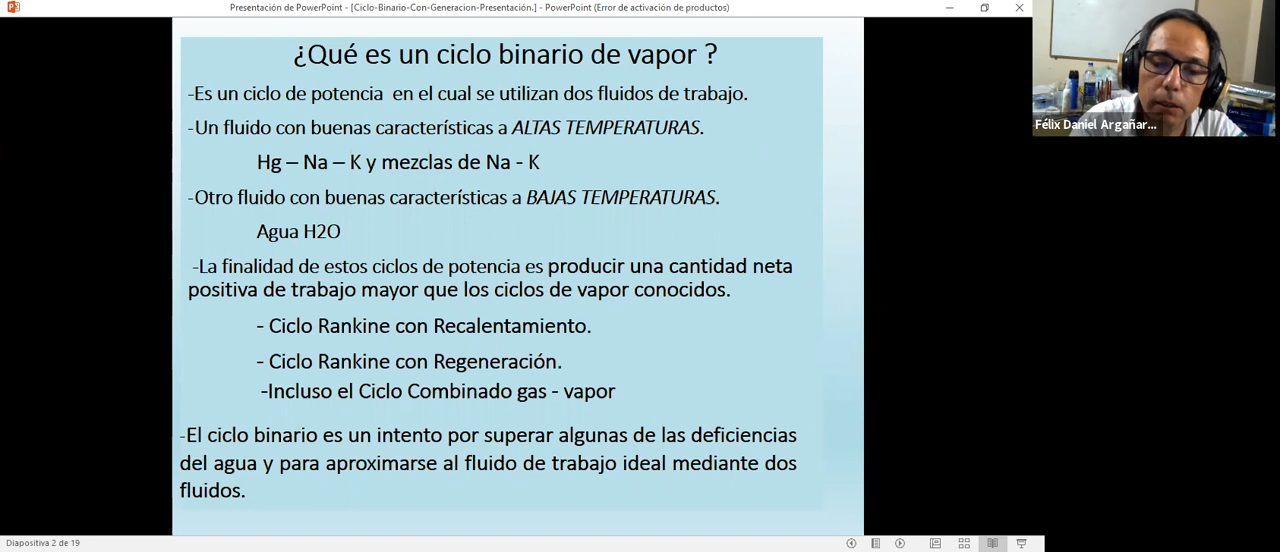 Presentación de PowerPoint - [Ciclo-Binario-Con-Generacion-Presentación.] - PowerPoint (Error de activación de productos)
¿Qué es un ciclo binario de vapor ?
-Es un ciclo de potencia en el cual se utilizan dos fluidos de trabajo.
-Un fluido con buenas características a ALTAS TEMPERATURAS.
Hg – Na – K y mezclas de Na - K
-Otro fluido con buenas características a BAJAS TEMPERATURAS.
Agua H2O
-La finalidad de estos ciclos de potencia es producir una cantidad neta
positiva de trabajo mayor que los ciclos de vapor conocidos.
- Ciclo Rankine con Recalentamiento.
- Ciclo Rankine con Regeneración.
-Incluso el Ciclo Combinado gas - vapor
-El ciclo binario es un intento por superar algunas de las deficiencias
del agua y para aproximarse al fluido de trabajo ideal mediante dos
fluidos.
Félix Daniel Argañar...
Diapositiva 2 de 19